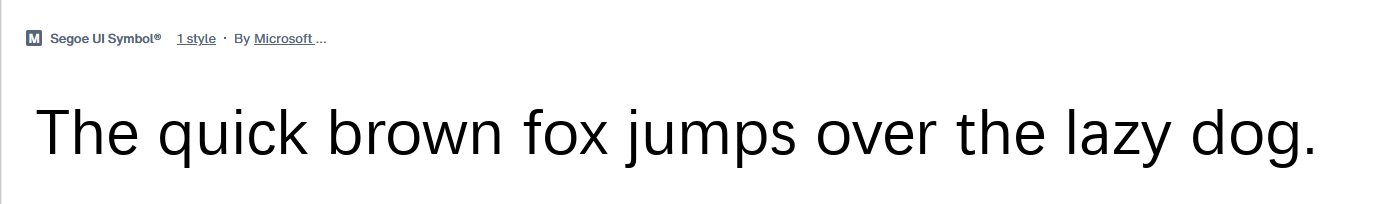 M Segoe UI Symbol® 1 style · By Microsoft ...
The quick brown fox jumps over the lazy dog.